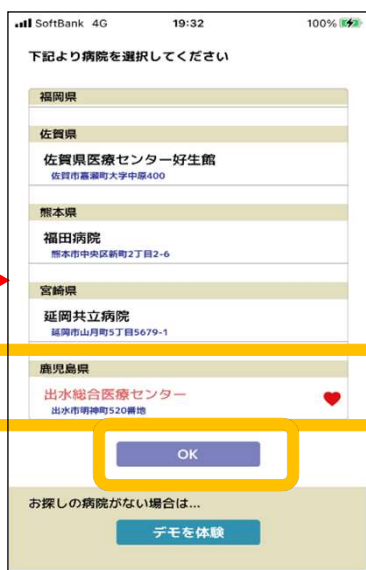 SoftBank 4G 19:32 100%
下記より病院を選択してください
福岡県
佐賀県
佐賀県医療センター好生館
佐賀市嘉瀬町大字中原400
熊本県
福田病院
熊本市中央区新町2丁目2-6
宮崎県
延岡共立病院
延岡市山月町5丁目5679-1
鹿児島県
出水総合医療センター
出水市明神町520番地
OK
お探しの病院がない場合は...
デモを体験